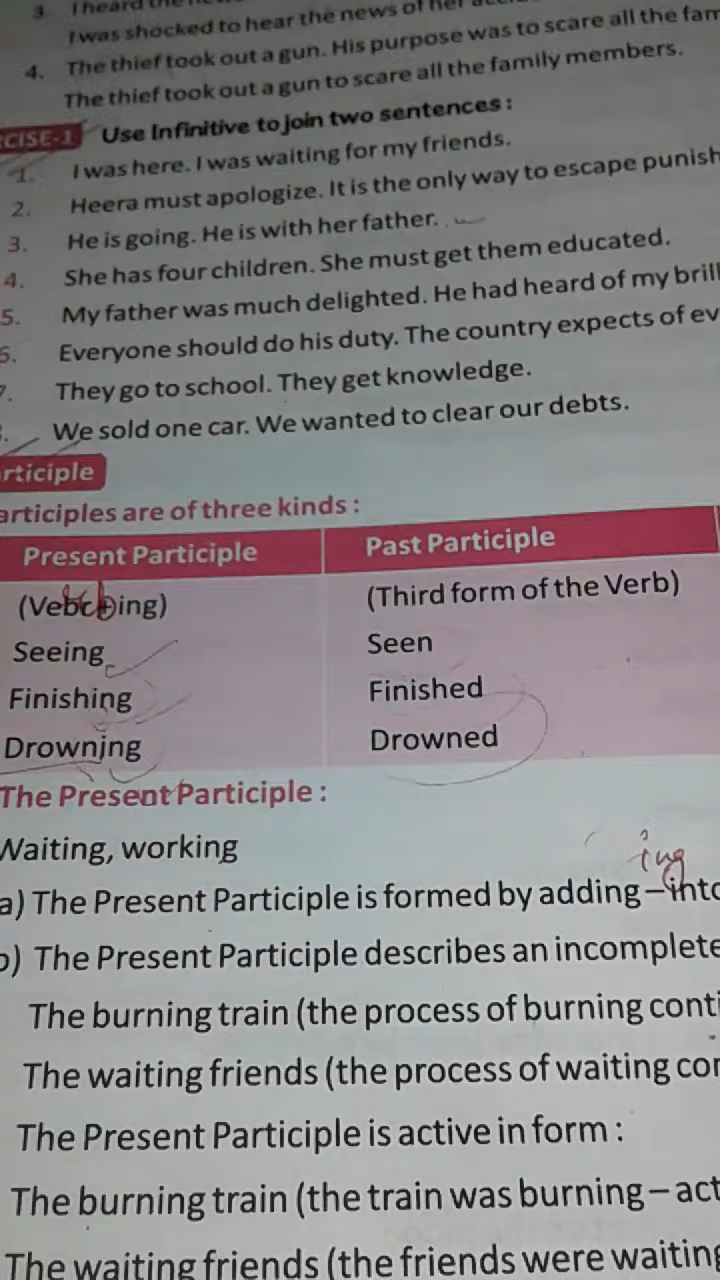 3. I heard the
I was shocked to hear the news of her
4. The thief took out a gun. His purpose was to scare all the fam
The thief took out a gun to scare all the family members.
RCISE-1 Use Infinitive to join two sentences :
1. I was here. I was waiting for my friends.
2. Heera must apologize. It is the only way to escape punish
3. He is going. He is with her father.
4. She has four children. She must get them educated.
5. My father was much delighted. He had heard of my brill
6. Everyone should do his duty. The country expects of ev
7. They go to school. They get knowledge.
We sold one car. We wanted to clear our debts.
rticiple
articiples are of three kinds :
Present Participle Past Participle
(Veb+ing) (Third form of the Verb)
Seeing Seen
Finishing Finished
Drowning Drowned
The Present Participle :
Waiting, working
ing
a) The Present Participle is formed by adding –into
b) The Present Participle describes an incomplete
The burning train (the process of burning conti
The waiting friends (the process of waiting con
The Present Participle is active in form :
The burning train (the train was burning – act
The waiting friends (the friends were waiting